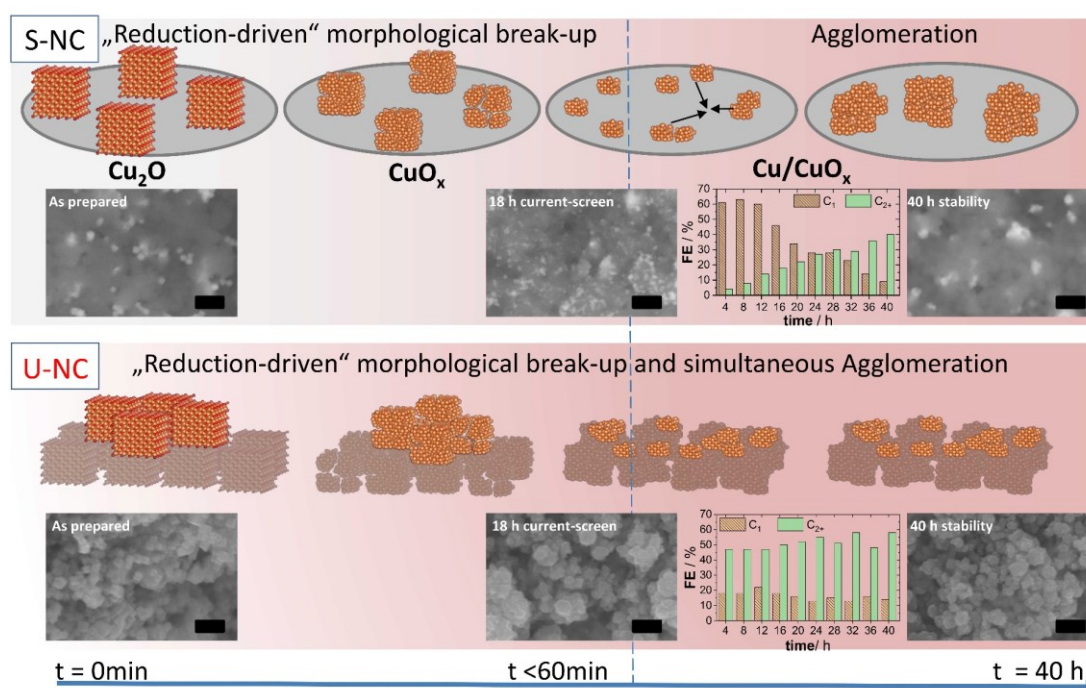 S-NC
„Reduction-driven“ morphological break-up
Agglomeration
Cu₂O
CuOₓ
Cu/CuOₓ
As prepared
18 h current-screen
FE / %
70
60
50
40
30
20
10
0
C₁
C₂₊
4 8 12 16 20 24 28 32 36 40
time / h
40 h stability
U-NC
„Reduction-driven“ morphological break-up and simultaneous Agglomeration
As prepared
18 h current-screen
FE / %
70
60
50
40
30
20
10
0
C₁
C₂₊
4 8 12 16 20 24 28 32 36 40
time/ h
40 h stability
t = 0min
t <60min
t = 40 h